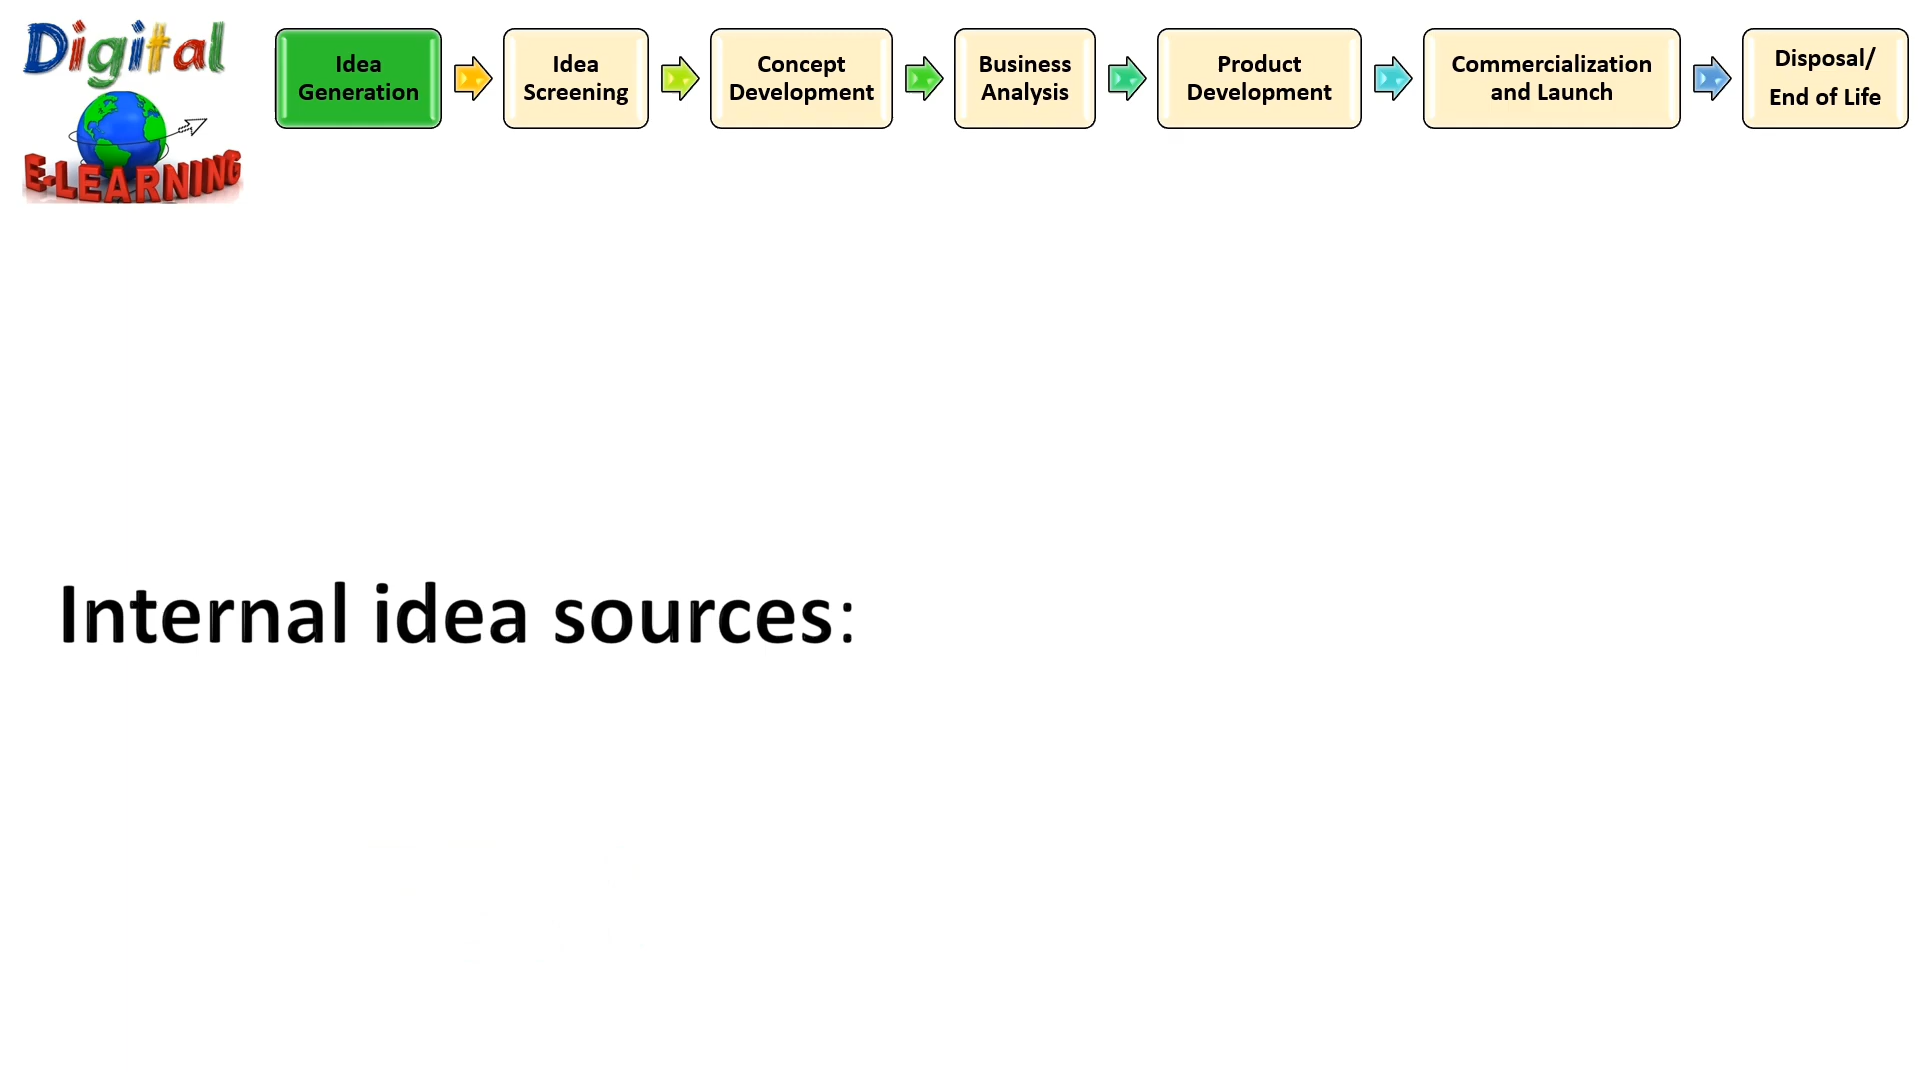 Digital
E-LEARNING
Idea
Generation
Idea
Screening
Concept
Development
Business
Analysis
Product
Development
Commercialization
and Launch
Disposal/
End of Life
Internal idea sources: